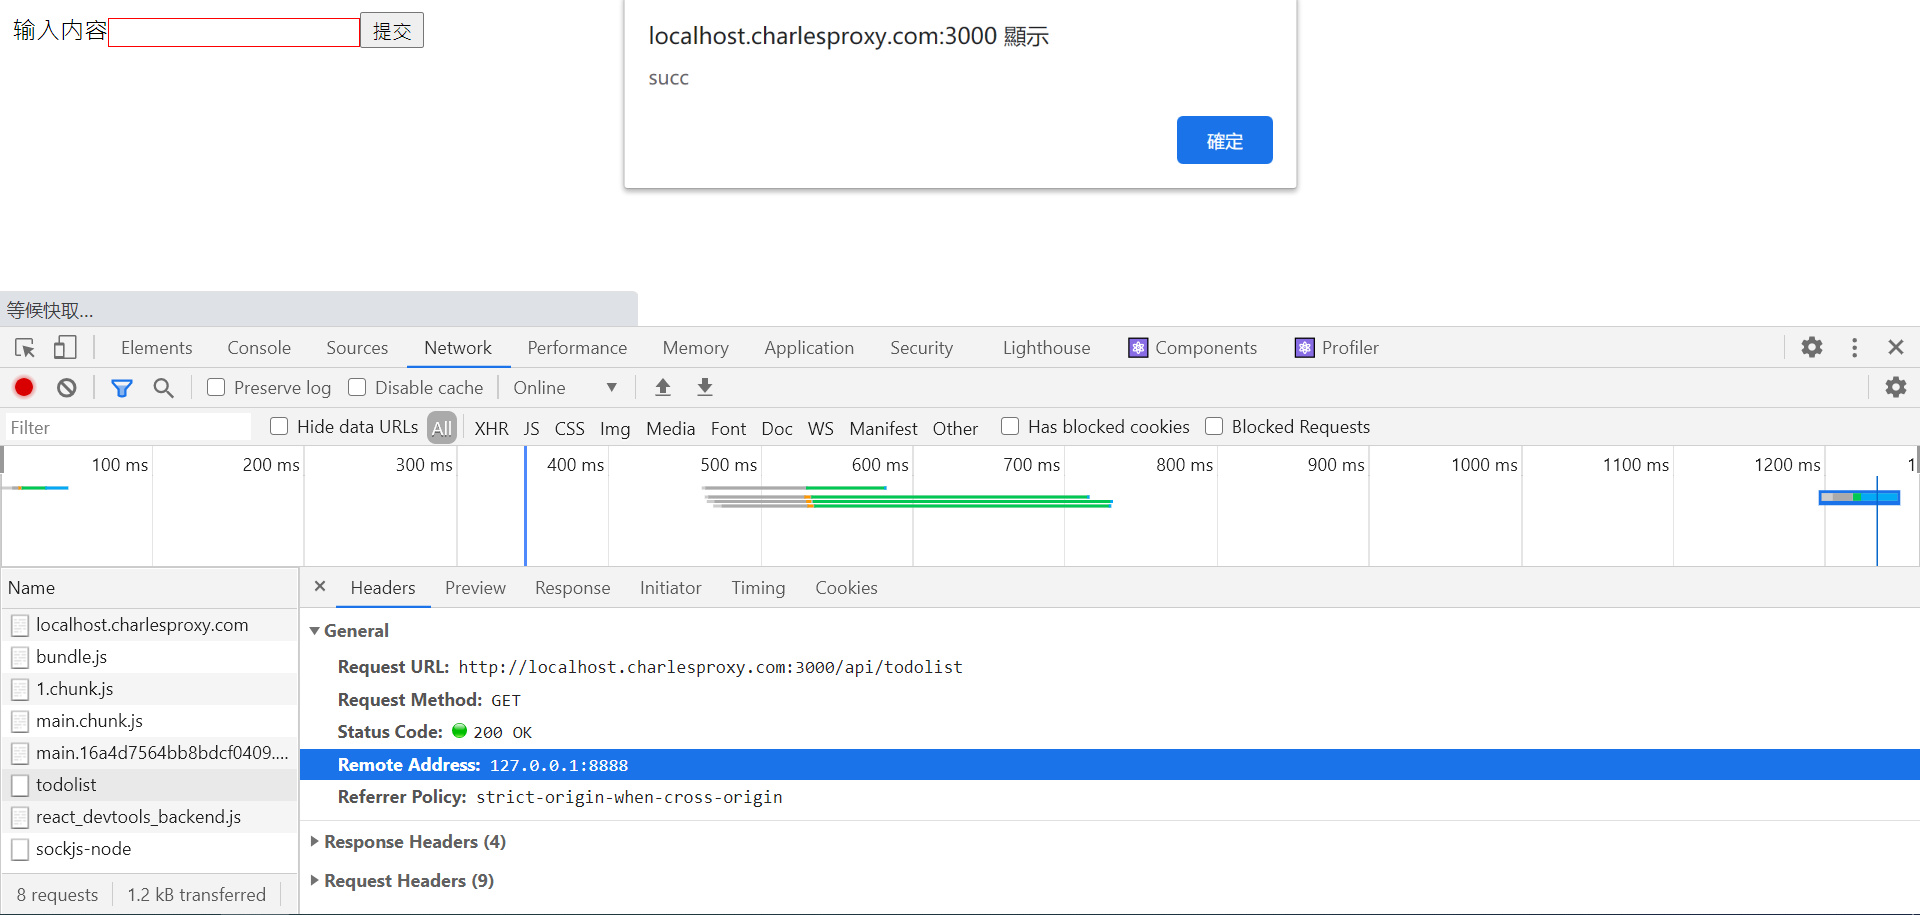 输入内容 提交
localhost.charlesproxy.com:3000 顯示
succ
確定
等候快取...
Elements Console Sources Network Performance Memory Application Security Lighthouse Components Profiler
Preserve log Disable cache Online
Filter Hide data URLs All XHR JS CSS Img Media Font Doc WS Manifest Other Has blocked cookies Blocked Requests
100 ms 200 ms 300 ms 400 ms 500 ms 600 ms 700 ms 800 ms 900 ms 1000 ms 1100 ms 1200 ms 1
Name
localhost.charlesproxy.com
bundle.js
1.chunk.js
main.chunk.js
main.16a4d7564bb8bdcf0409....
todolist
react_devtools_backend.js
sockjs-node
8 requests 1.2 kB transferred
Headers Preview Response Initiator Timing Cookies
General
Request URL: http://localhost.charlesproxy.com:3000/api/todolist
Request Method: GET
Status Code: 200 OK
Remote Address: 127.0.0.1:8888
Referrer Policy: strict-origin-when-cross-origin
Response Headers (4)
Request Headers (9)